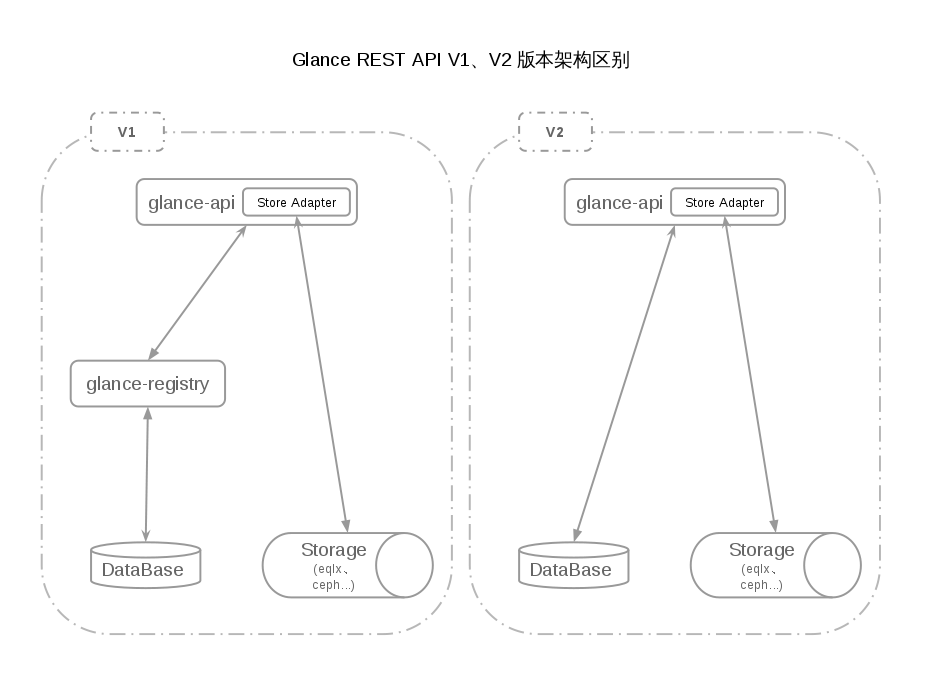 Glance REST API V1、V2 版本架构区别
V1
glance-api
Store Adapter
glance-registry
DataBase
Storage
(eqlx、
ceph...)
V2
glance-api
Store Adapter
DataBase
Storage
(eqlx、
ceph...)